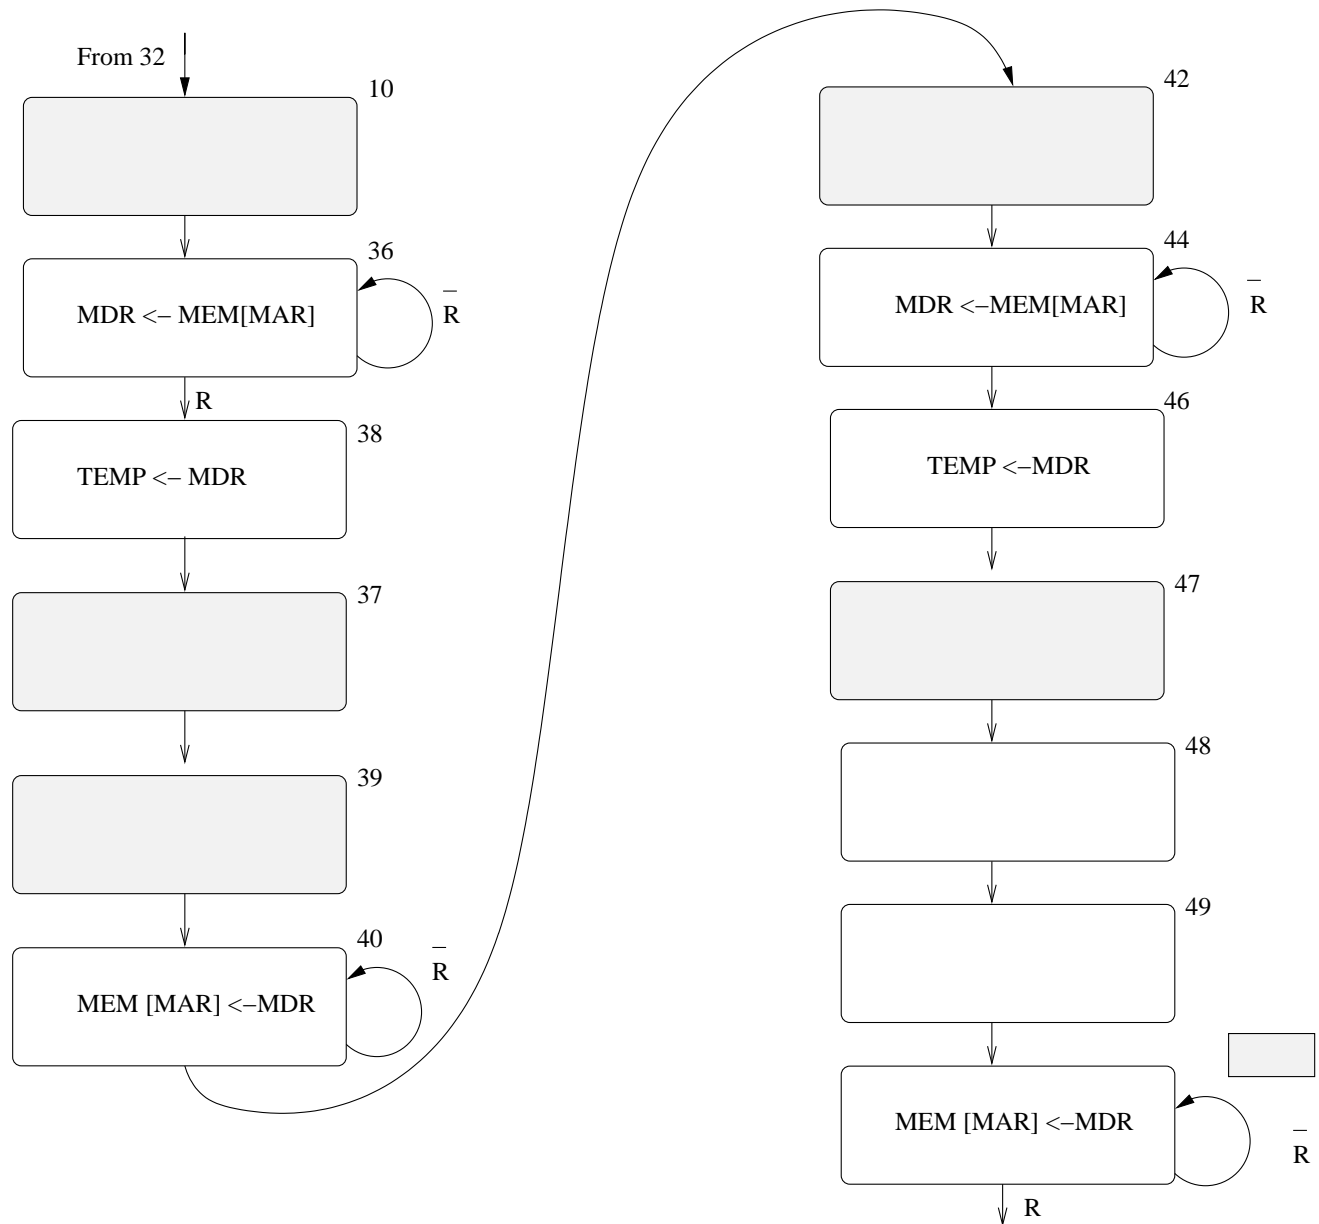 From 32
10
36
MDR <– MEM[MAR]
R̅
R
38
TEMP <– MDR
37
39
40
MEM [MAR] <–MDR
R̅
42
44
MDR <–MEM[MAR]
R̅
46
TEMP <–MDR
47
48
49
MEM [MAR] <–MDR
R̅
R